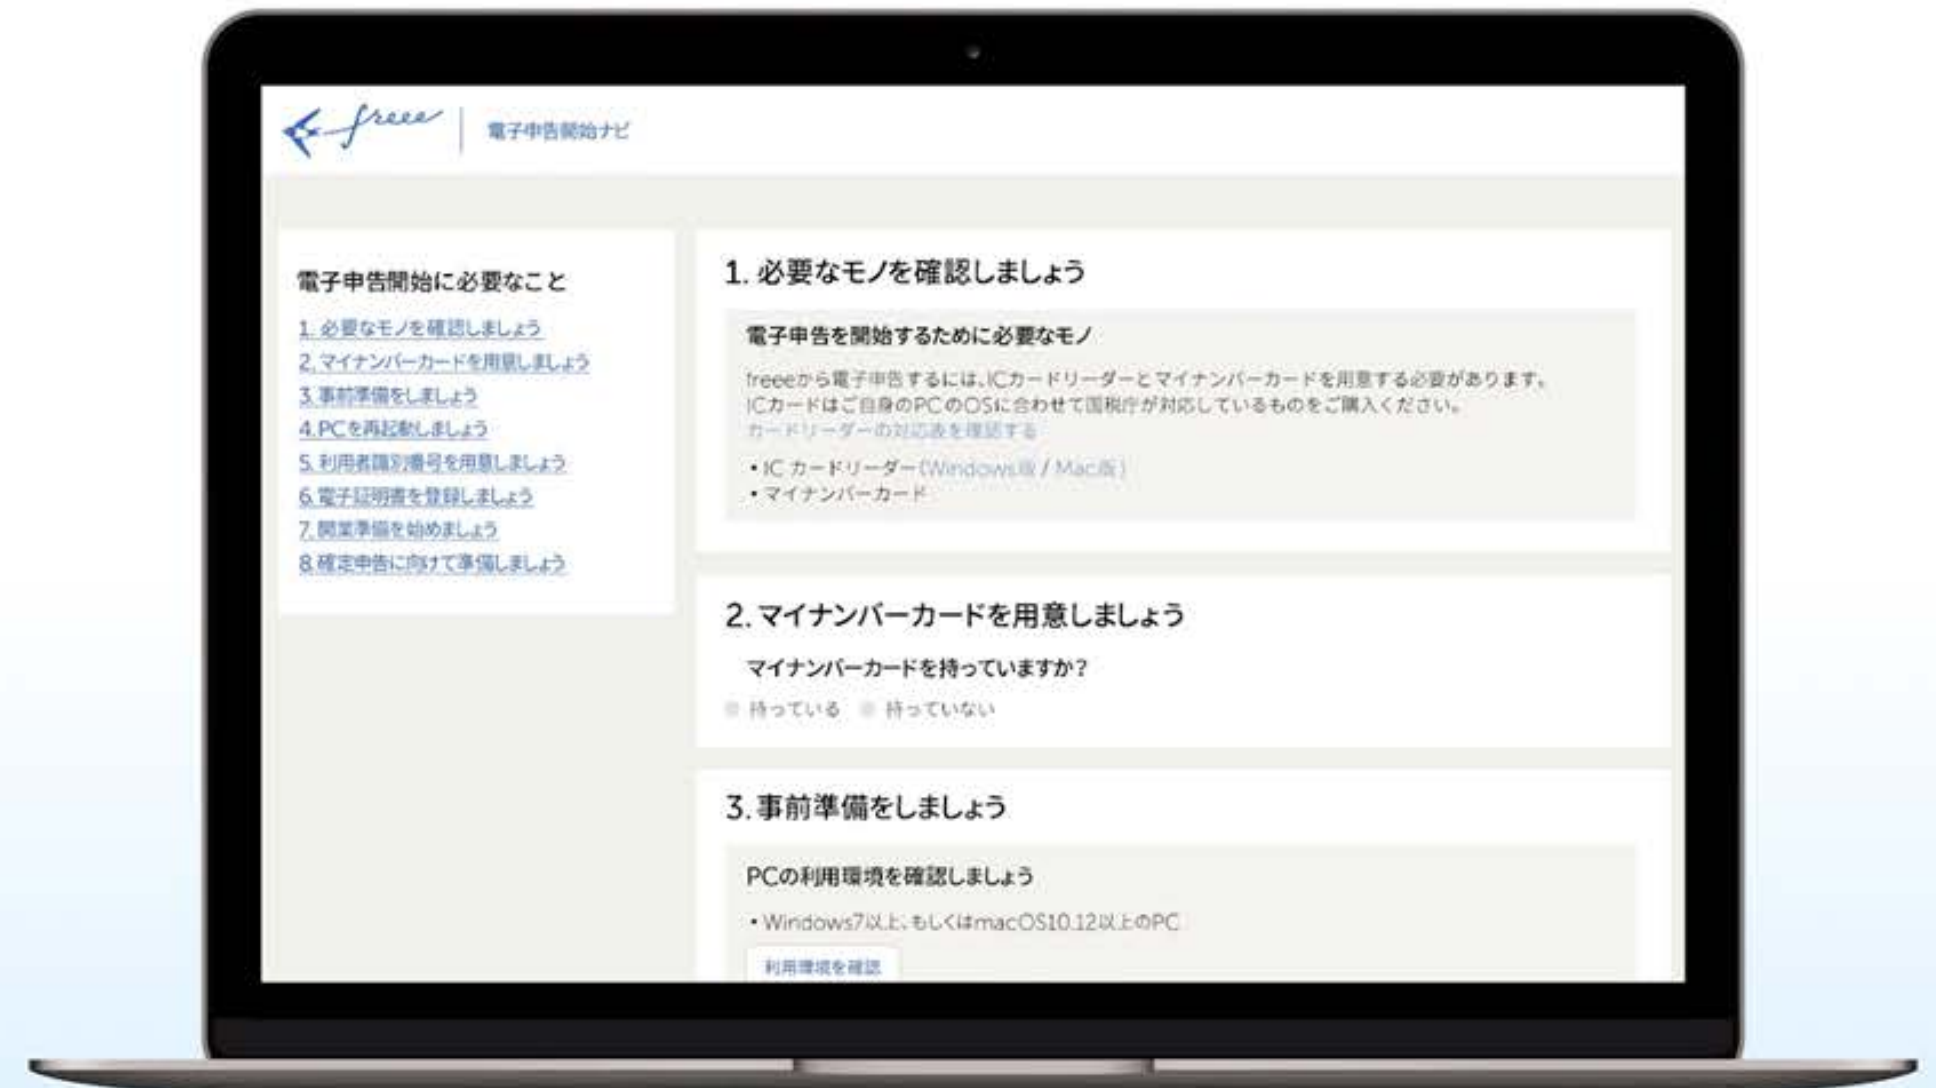 freee
電子申告開始ナビ
電子申告開始に必要なこと
1. 必要なモノを確認しましょう
2. マイナンバーカードを用意しましょう
3. 事前準備をしましょう
4.PCを再起動しましょう
5. 利用者識別番号を用意しましょう
6.電子証明書を登録しましょう
7. 開業準備を始めましょう
8.確定申告に向けて準備しましょう
1. 必要なモノを確認しましょう
電子申告を開始するために必要なモノ
freeeから電子申告するには、ICカードリーダーとマイナンバーカードを用意する必要があります。
ICカードはご自身のPCのOSに合わせて国税庁が対応しているものをご購入ください。
カードリーダーの対応表を確認する
• IC カードリーダー(Windows版 / Mac版)
• マイナンバーカード
2. マイナンバーカードを用意しましょう
マイナンバーカードを持っていますか?
持っている 持っていない
3. 事前準備をしましょう
PCの利用環境を確認しましょう
• Windows7以上、もしくはmacOS10.12以上のPC
利用環境を確認